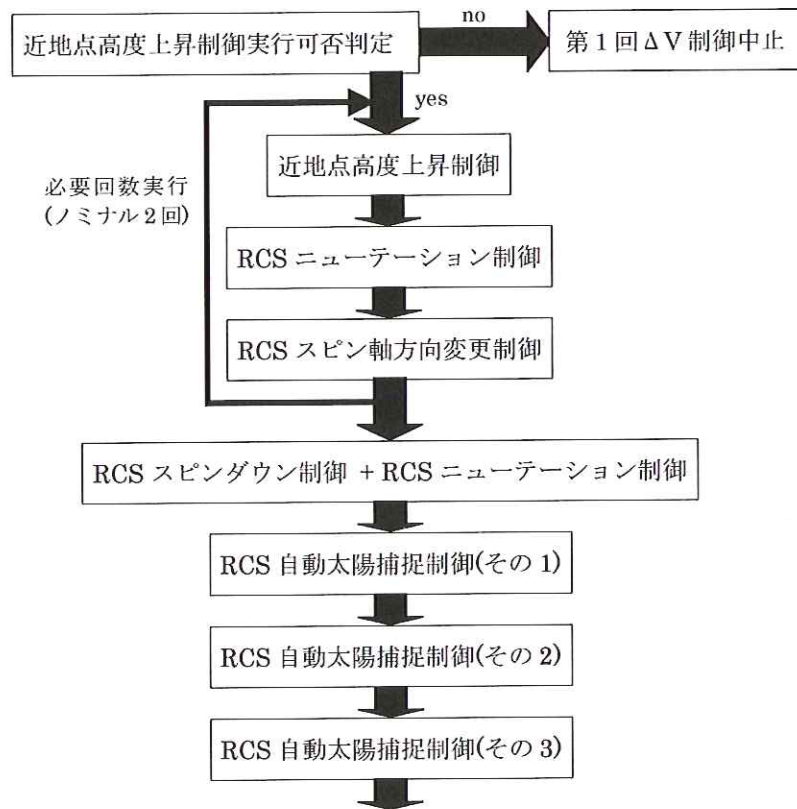 近地点高度上昇制御実行可否判定
no
第1回ΔV制御中止
yes
近地点高度上昇制御
必要回数実行
(ノミナル2回)
RCS ニューテーション制御
RCS スピン軸方向変更制御
RCS スピンダウン制御 + RCS ニューテーション制御
RCS 自動太陽捕捉制御(その 1)
RCS 自動太陽捕捉制御(その 2)
RCS 自動太陽捕捉制御(その 3)